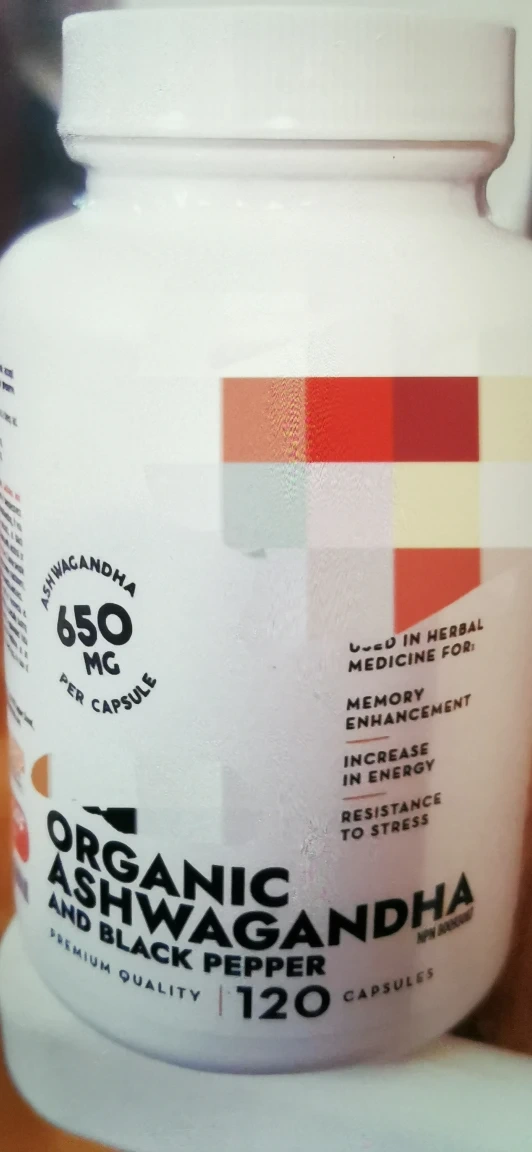 ASHWAGANDHA
650
MG
PER CAPSULE
USED IN HERBAL
MEDICINE FOR:
MEMORY
ENHANCEMENT
INCREASE
IN ENERGY
RESISTANCE
TO STRESS
ORGANIC
ASHWAGANDHA
AND BLACK PEPPER
NPN
PREMIUM QUALITY | 120 CAPSULES